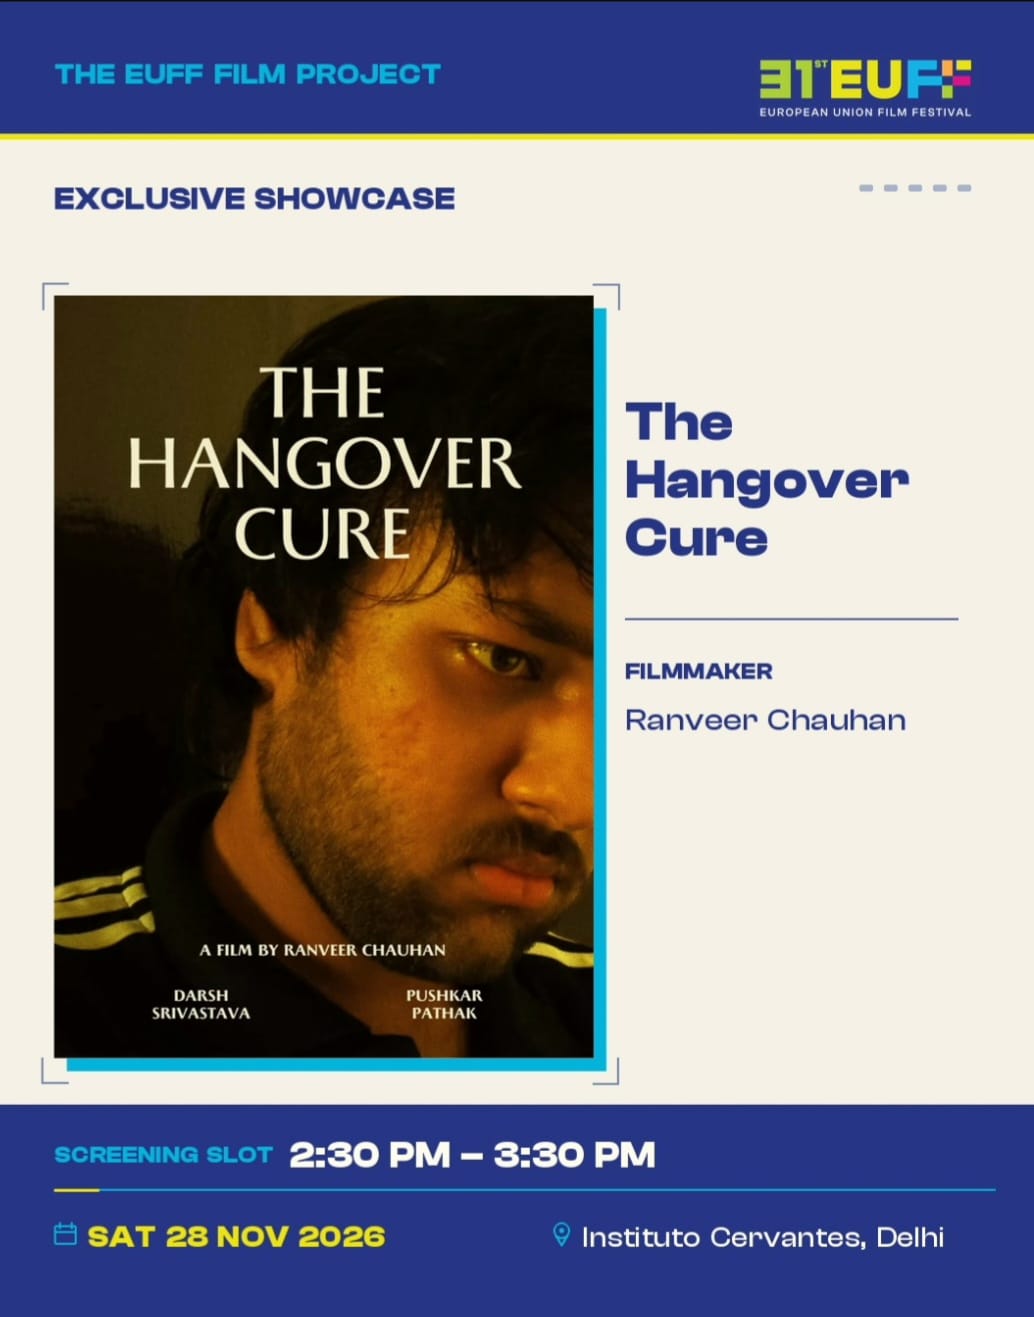 THE EUFF FILM PROJECT
31ST EUFF
EUROPEAN UNION FILM FESTIVAL
EXCLUSIVE SHOWCASE
THE
HANGOVER
CURE
A FILM BY RANVEER CHAUHAN
DARSH
SRIVASTAVA
PUSHKAR
PATHAK
The
Hangover
Cure
FILMMAKER
Ranveer Chauhan
SCREENING SLOT 2:30 PM – 3:30 PM
SAT 28 NOV 2026
Instituto Cervantes, Delhi